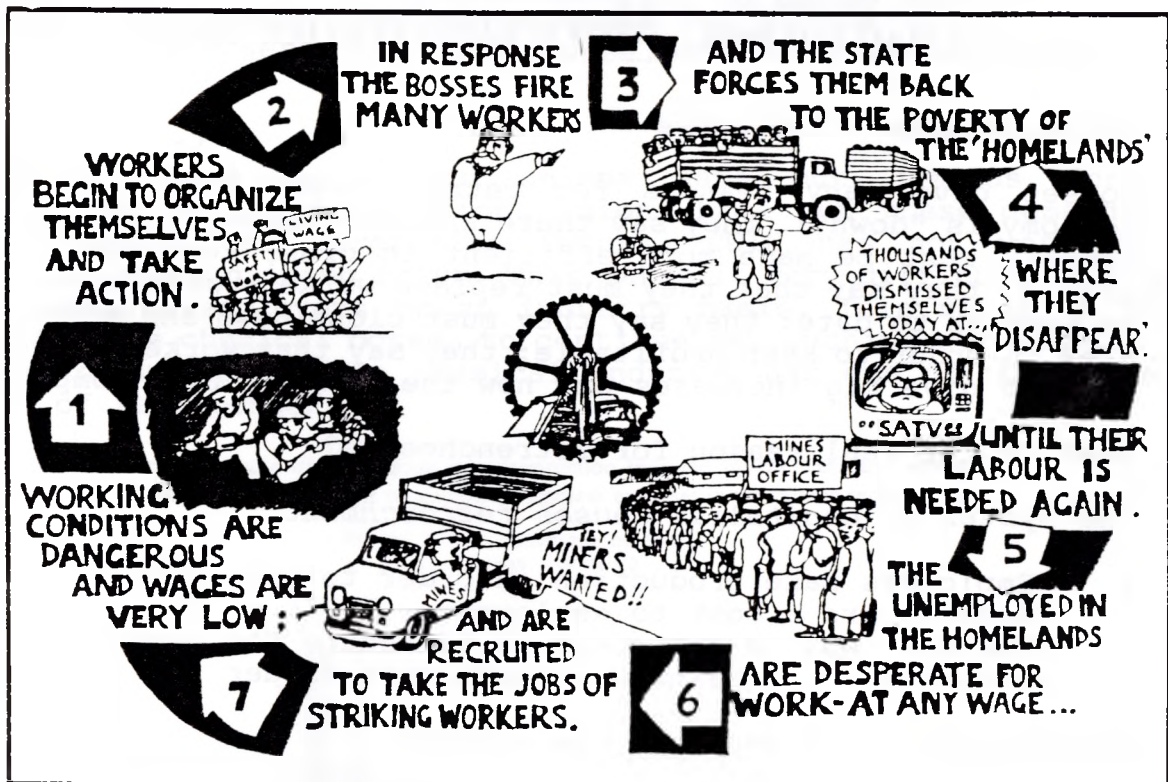 1
WORKING
CONDITIONS ARE
DANGEROUS
AND WAGES ARE
VERY LOW :
2
WORKERS
BEGIN TO ORGANIZE
THEMSELVES
AND TAKE
ACTION.
LIVING
WAGE
SAFETY
AT
WORK
IN RESPONSE
THE BOSSES FIRE
MANY WORKERS
3
AND THE STATE
FORCES THEM BACK
TO THE POVERTY OF
THE 'HOMELANDS'
4
WHERE
THEY
'DISAPPEAR'.
THOUSANDS
OF WORKERS
DISMISSED
THEMSELVES
TODAY AT...
SATV
UNTIL THEIR
LABOUR IS
NEEDED AGAIN.
5
THE
UNEMPLOYED IN
THE HOMELANDS
MINES
LABOUR
OFFICE
ARE DESPERATE FOR
WORK-AT ANY WAGE...
6
HEY!
MINERS
WANTED!!
MINES
AND ARE
RECRUITED
TO TAKE THE JOBS OF
STRIKING WORKERS.
7